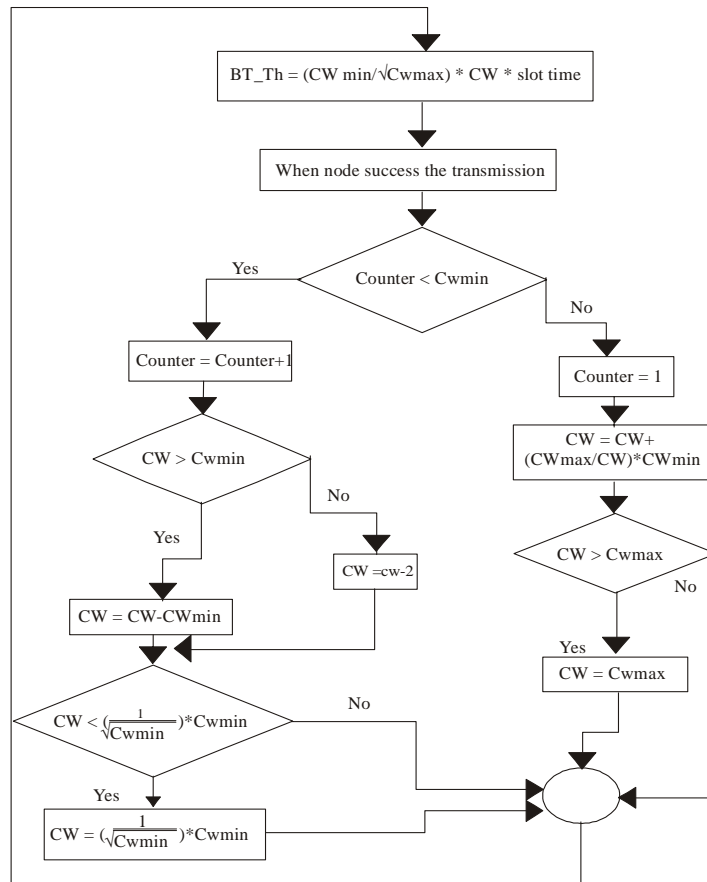 BT_Th = (CW min/√Cwmax) * CW * slot time
When node success the transmission
Counter < Cwmin
Yes
No
Counter = Counter+1
Counter = 1
CW > Cwmin
CW = CW+
(CWmax/CW)*CWmin
No
Yes
CW > Cwmax
No
CW =cw-2
CW = CW-CWmin
Yes
CW = Cwmax
CW < (1/√Cwmin)*Cwmin
No
Yes
CW = (1/√Cwmin)*Cwmin